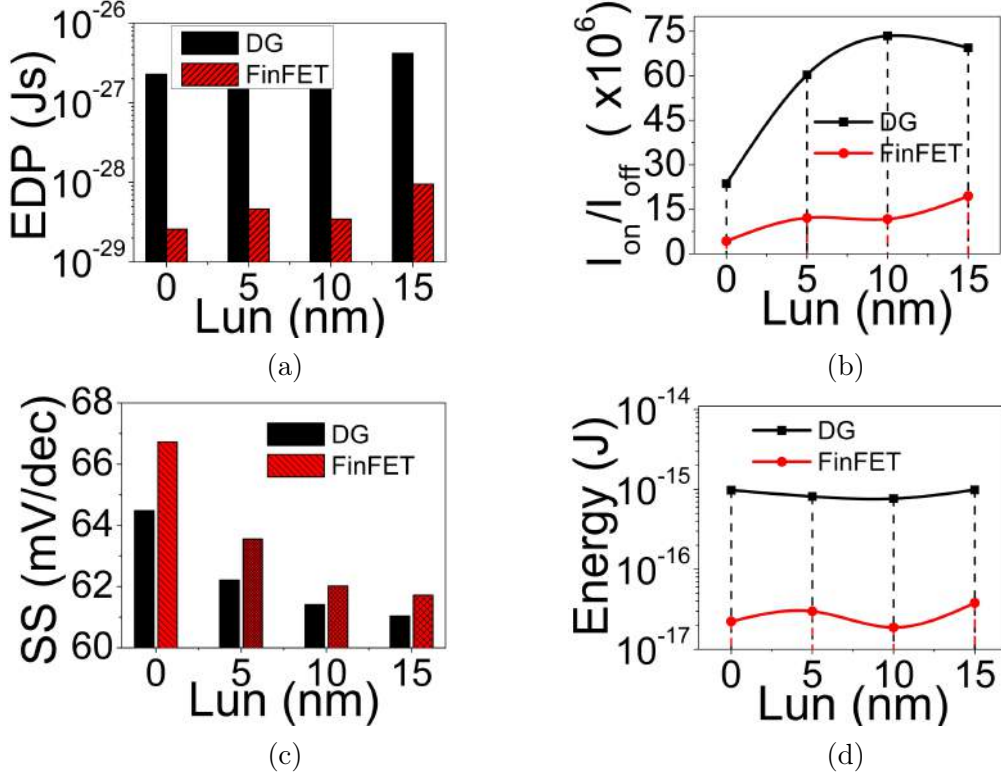 10^-26
10^-27
10^-28
10^-29
EDP (Js)
DG
FinFET
0 5 10 15
Lun (nm)
(a)
75
60
45
30
15
0
I_on/I_off ( x10^6)
DG
FinFET
0 5 10 15
Lun (nm)
(b)
68
66
64
62
60
SS (mV/dec)
DG
FinFET
0 5 10 15
Lun (nm)
(c)
10^-14
10^-15
10^-16
10^-17
Energy (J)
DG
FinFET
0 5 10 15
Lun (nm)
(d)